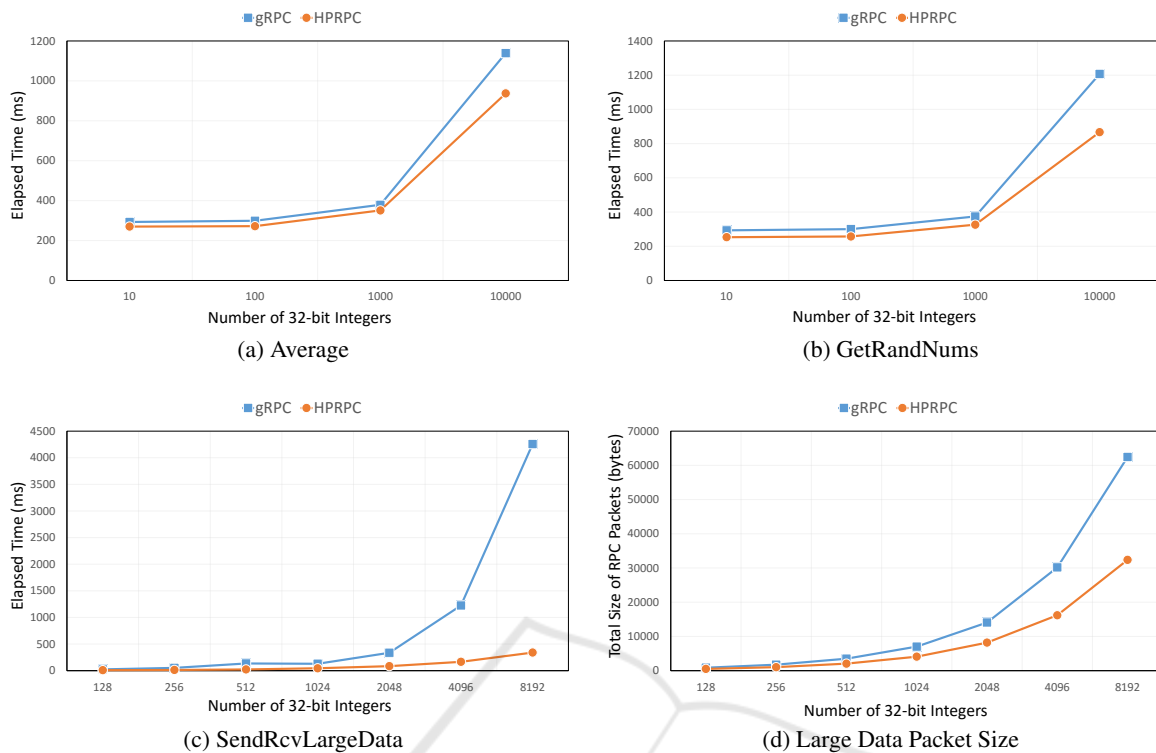 gRPC HPRPC
1200
1000
800
600
400
200
0
Elapsed Time (ms)
10 100 1000 10000
Number of 32-bit Integers
(a) Average
gRPC HPRPC
1400
1200
1000
800
600
400
200
0
Elapsed Time (ms)
10 100 1000 10000
Number of 32-bit Integers
(b) GetRandNums
gRPC HPRPC
4500
4000
3500
3000
2500
2000
1500
1000
500
0
Elapsed Time (ms)
128 256 512 1024 2048 4096 8192
Number of 32-bit Integers
(c) SendRcvLargeData
gRPC HPRPC
70000
60000
50000
40000
30000
20000
10000
0
Total Size of RPC Packets (bytes)
128 256 512 1024 2048 4096 8192
Number of 32-bit Integers
(d) Large Data Packet Size